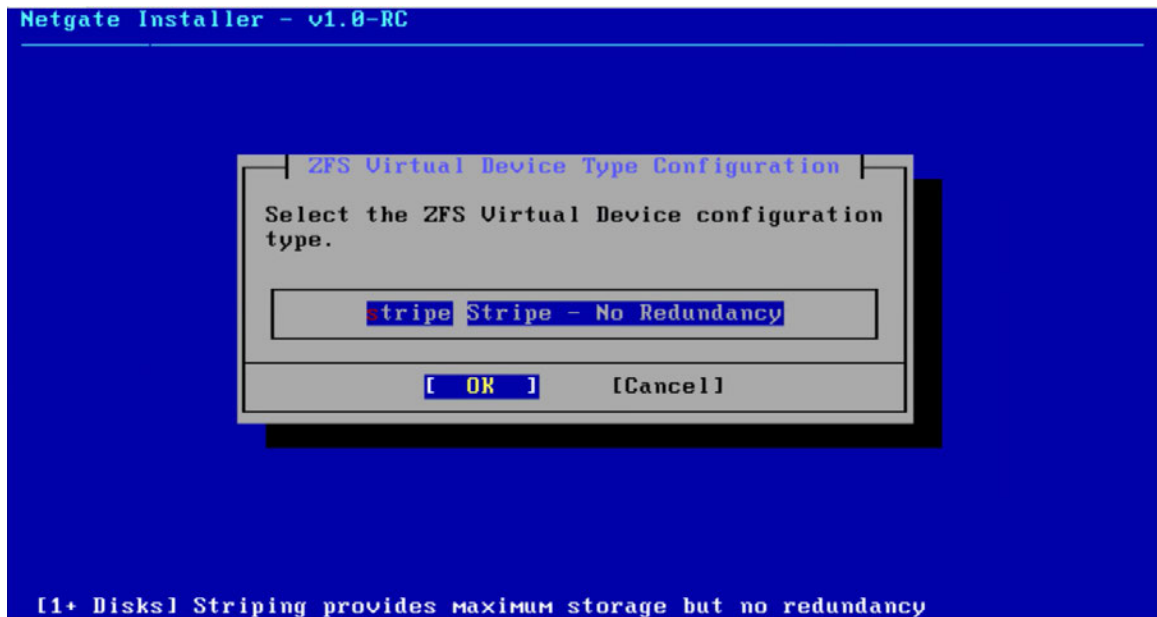 Netgate Installer - v1.0-RC
ZFS Virtual Device Type Configuration
Select the ZFS Virtual Device configuration
type.
stripe Stripe - No Redundancy
[ OK ] [Cancel]
[1+ Disks] Striping provides maximum storage but no redundancy